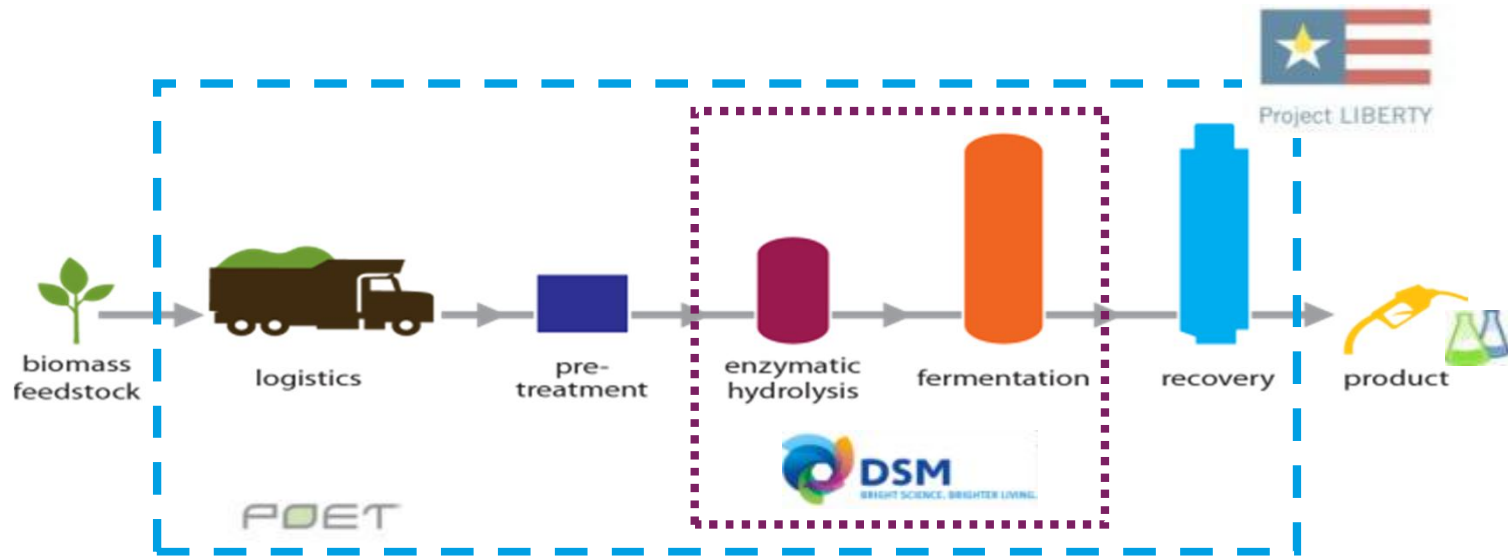 Project LIBERTY
biomass
feedstock
logistics
pre-
treatment
enzymatic
hydrolysis
fermentation
recovery
product
DSM
BRIGHT SCIENCE. BRIGHTER LIVING.
POET